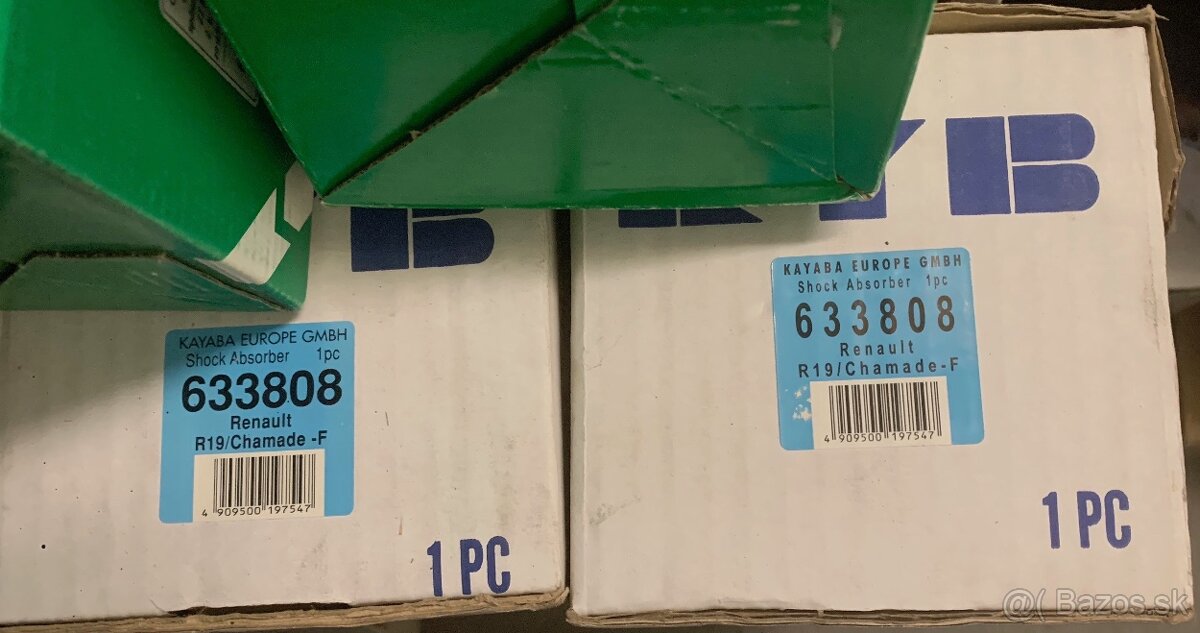 B
KAYABA EUROPE GMBH
Shock Absorber 1pc
633808
Renault
R19/Chamade -F
4 909500 197547
1 PC
KYB
KAYABA EUROPE GMBH
Shock Absorber 1pc
633808
Renault
R19/Chamade-F
4 909500 197547
1 PC
@( Bazos.sk